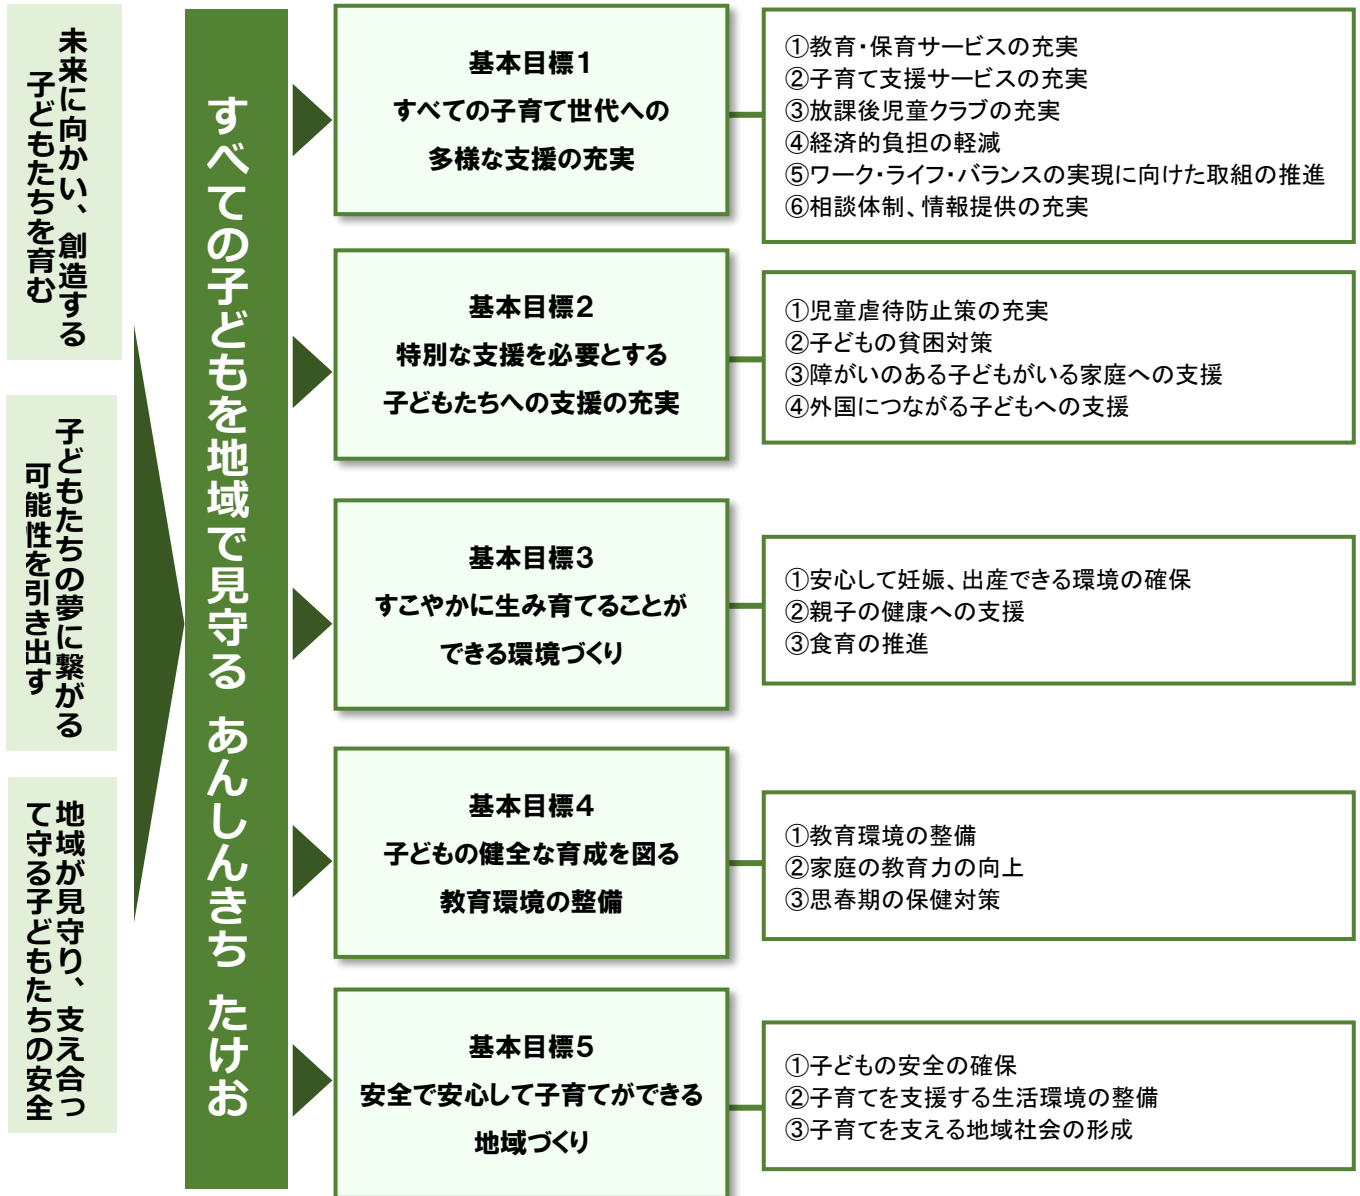 未来に向かい、創造する
子どもたちを育む
子どもたちの夢に繋がる
可能性を引き出す
地域が見守り、支え合っ
て守る子どもたちの安全
すべての子どもを地域で見守る あんしんきち たけお
基本目標1
すべての子育て世代への
多様な支援の充実
①教育・保育サービスの充実
②子育て支援サービスの充実
③放課後児童クラブの充実
④経済的負担の軽減
⑤ワーク・ライフ・バランスの実現に向けた取組の推進
⑥相談体制、情報提供の充実
基本目標2
特別な支援を必要とする
子どもたちへの支援の充実
①児童虐待防止策の充実
②子どもの貧困対策
③障がいのある子どもがいる家庭への支援
④外国につながる子どもへの支援
基本目標3
すこやかに生み育てることが
できる環境づくり
①安心して妊娠、出産できる環境の確保
②親子の健康への支援
③食育の推進
基本目標4
子どもの健全な育成を図る
教育環境の整備
①教育環境の整備
②家庭の教育力の向上
③思春期の保健対策
基本目標5
安全で安心して子育てができる
地域づくり
①子どもの安全の確保
②子育てを支援する生活環境の整備
③子育てを支える地域社会の形成